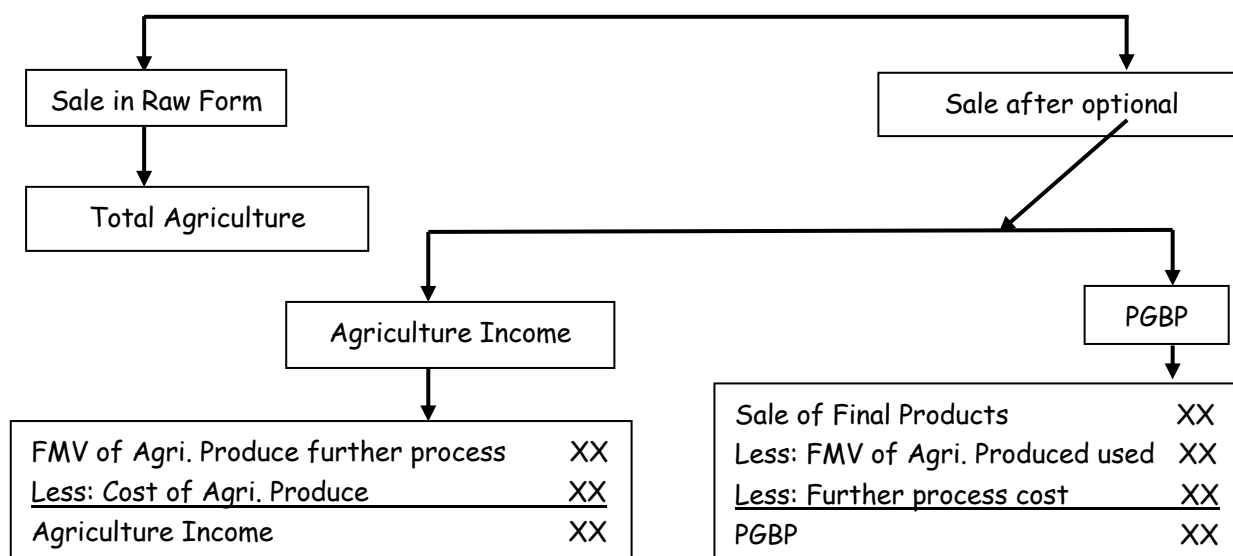 Sale in Raw Form
Sale after optional
Total Agriculture
Agriculture Income
PGBP
FMV of Agri. Produce further process XX
Less: Cost of Agri. Produce XX
Agriculture Income XX
Sale of Final Products XX
Less: FMV of Agri. Produced used XX
Less: Further process cost XX
PGBP XX